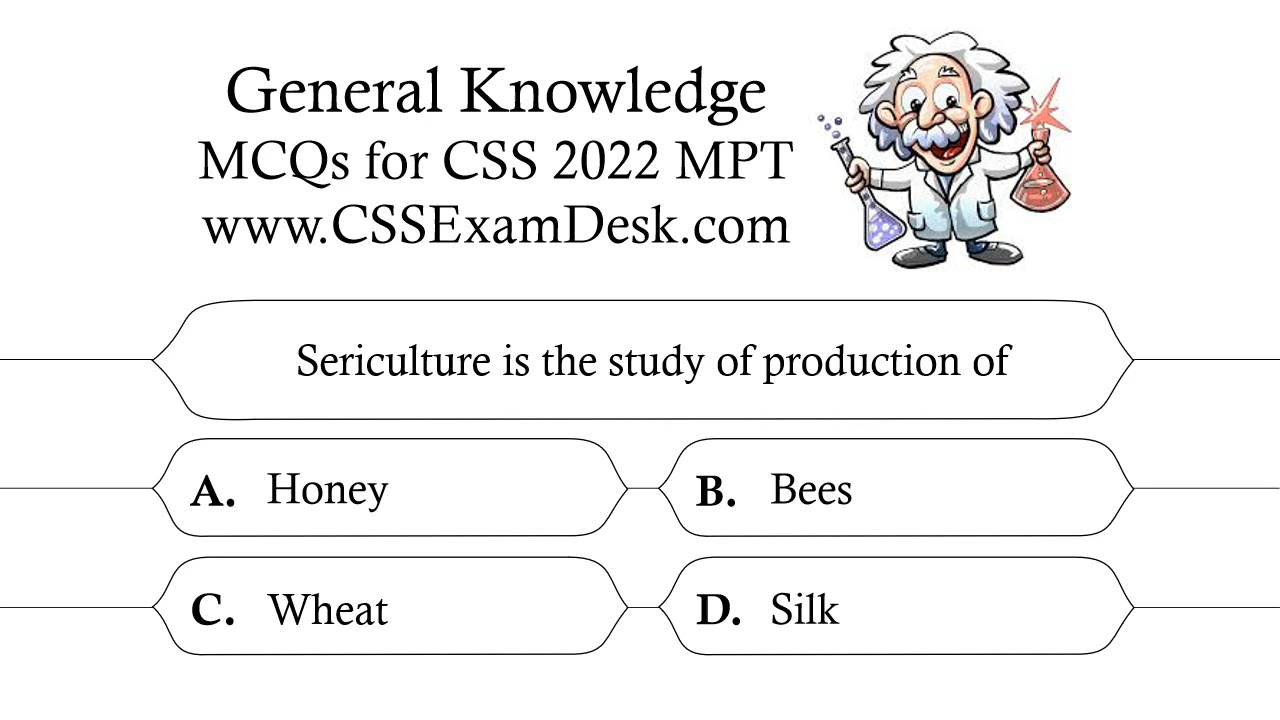 General Knowledge
MCQs for CSS 2022 MPT
www.CSSExamDesk.com
Sericulture is the study of production of
A. Honey
B. Bees
C. Wheat
D. Silk